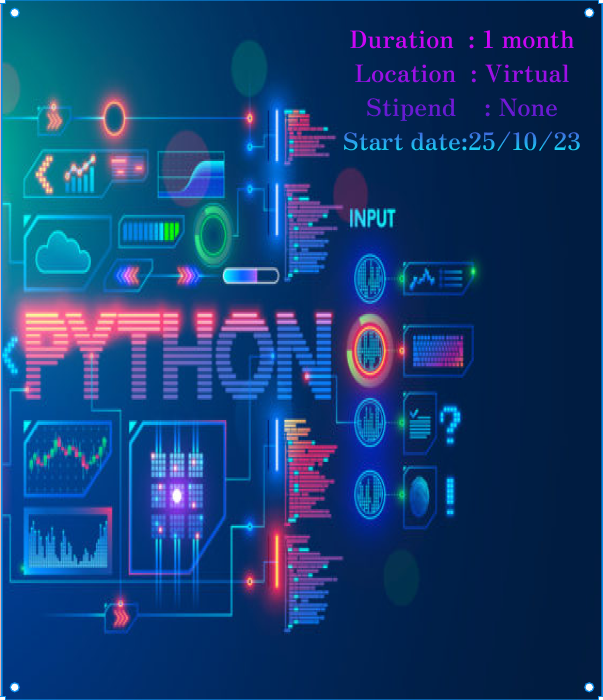 Duration : 1 month
Location : Virtual
Stipend : None
Start date:25/10/23
INPUT
PYTHON
?
!